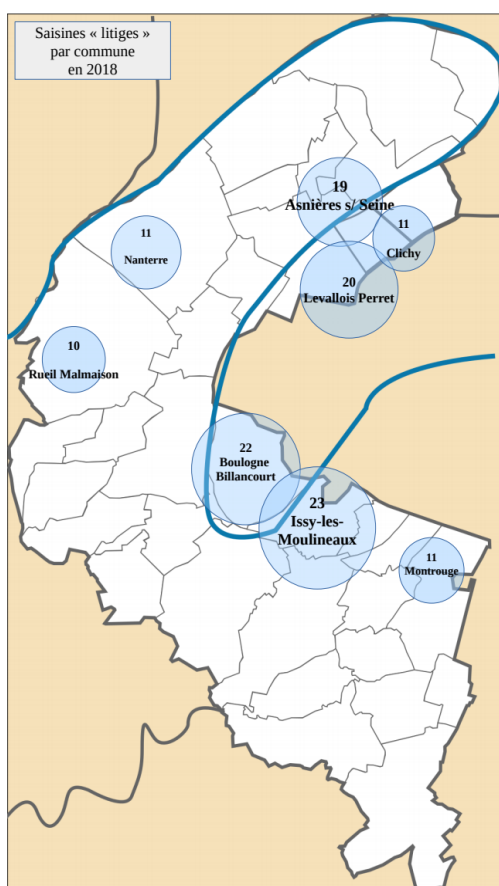 Saisines « litiges »
par commune
en 2018
19
Asnières s/ Seine
11
Clichy
11
Nanterre
20
Levallois Perret
10
Rueil Malmaison
22
Boulogne
Billancourt
23
Issy-les-
Moulineaux
11
Montrouge